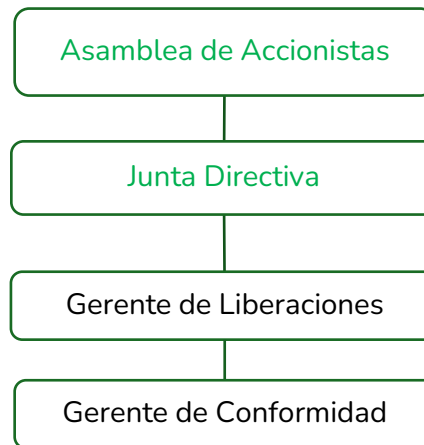 Asamblea de Accionistas
Junta Directiva
Gerente de Liberaciones
Gerente de Conformidad